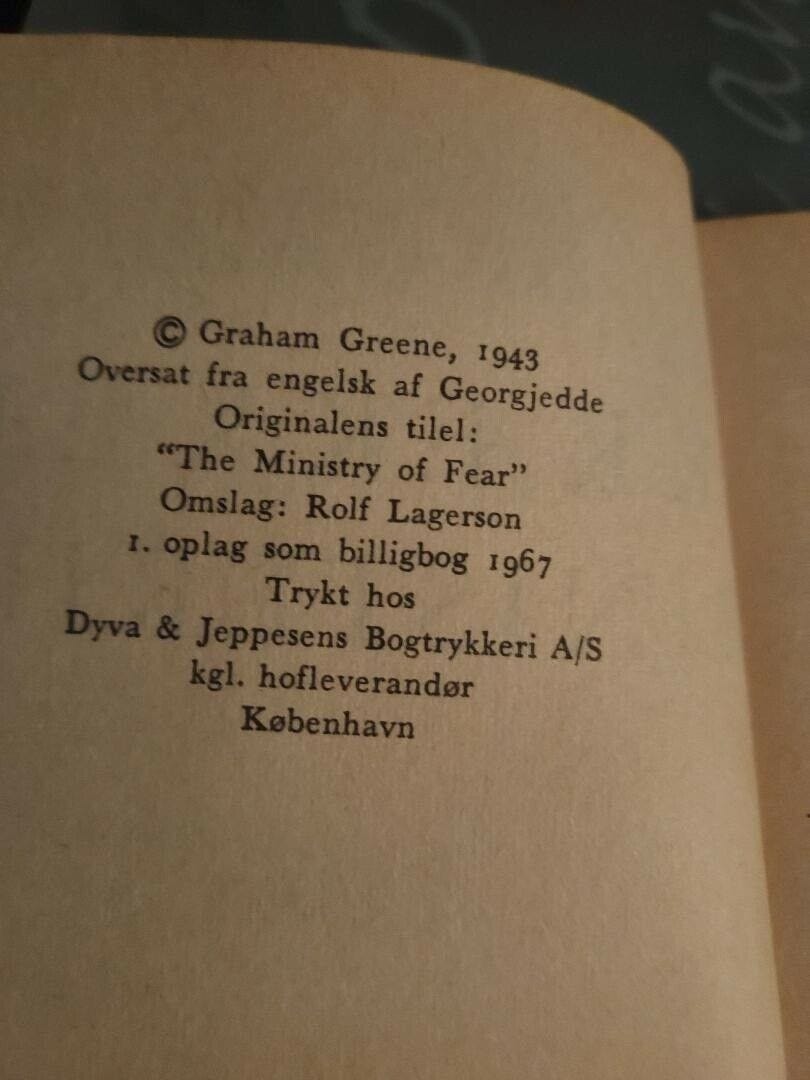 © Graham Greene, 1943
Oversat fra engelsk af Georgjedde
Originalens tilel:
“The Ministry of Fear”
Omslag: Rolf Lagerson
1. oplag som billigbog 1967
Trykt hos
Dyva & Jeppesens Bogtrykkeri A/S
kgl. hofleverandør
København